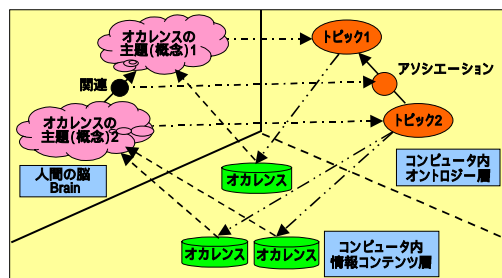 オカレンスの
主題(概念)1
トピック1
関連
アソシエーション
オカレンスの
主題(概念)2
トピック2
人間の脳
Brain
オカレンス
コンピュータ内
オントロジー層
オカレンス
オカレンス
コンピュータ内
情報コンテンツ層